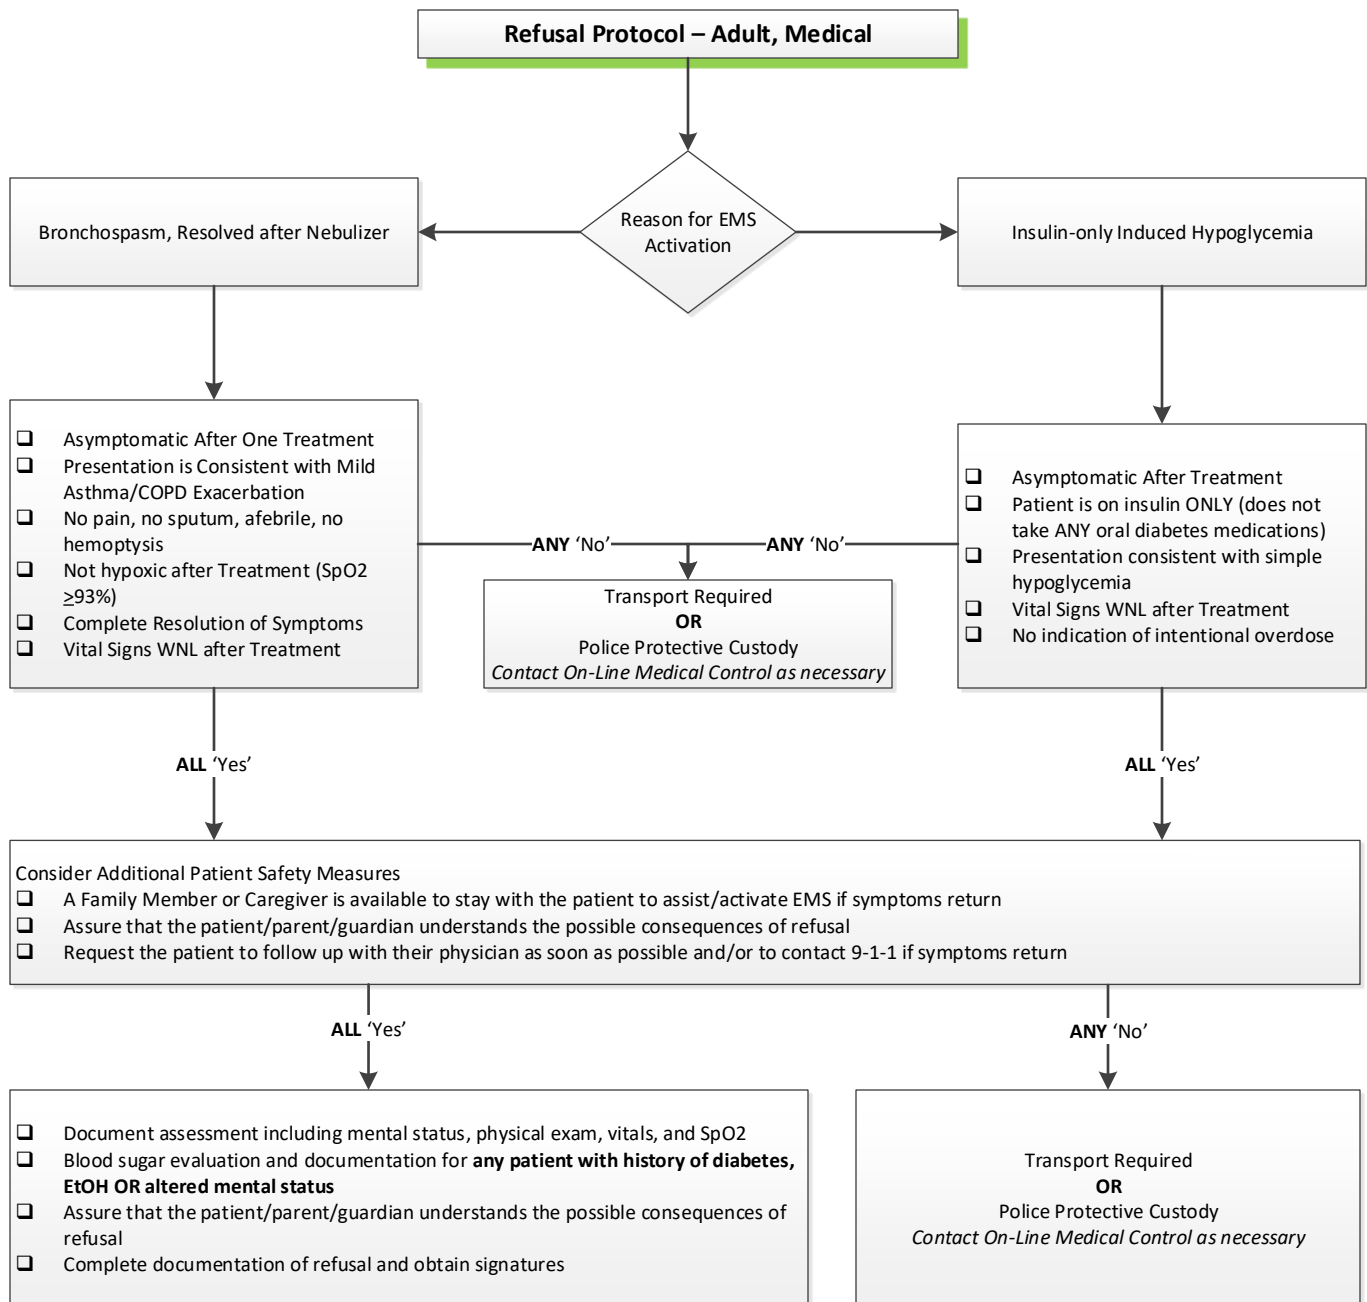 Refusal Protocol – Adult, Medical
Reason for EMS
Activation
Bronchospasm, Resolved after Nebulizer
Insulin-only Induced Hypoglycemia
❑ Asymptomatic After One Treatment
❑ Presentation is Consistent with Mild
Asthma/COPD Exacerbation
❑ No pain, no sputum, afebrile, no
hemoptysis
❑ Not hypoxic after Treatment (SpO2
≥93%)
❑ Complete Resolution of Symptoms
❑ Vital Signs WNL after Treatment
ANY ‘No’
ANY ‘No’
Transport Required
OR
Police Protective Custody
Contact On-Line Medical Control as necessary
❑ Asymptomatic After Treatment
❑ Patient is on insulin ONLY (does not
take ANY oral diabetes medications)
❑ Presentation consistent with simple
hypoglycemia
❑ Vital Signs WNL after Treatment
❑ No indication of intentional overdose
ALL ‘Yes’
ALL ‘Yes’
Consider Additional Patient Safety Measures
❑ A Family Member or Caregiver is available to stay with the patient to assist/activate EMS if symptoms return
❑ Assure that the patient/parent/guardian understands the possible consequences of refusal
❑ Request the patient to follow up with their physician as soon as possible and/or to contact 9-1-1 if symptoms return
ALL ‘Yes’
ANY ‘No’
❑ Document assessment including mental status, physical exam, vitals, and SpO2
❑ Blood sugar evaluation and documentation for any patient with history of diabetes,
EtOH OR altered mental status
❑ Assure that the patient/parent/guardian understands the possible consequences of
refusal
❑ Complete documentation of refusal and obtain signatures
Transport Required
OR
Police Protective Custody
Contact On-Line Medical Control as necessary